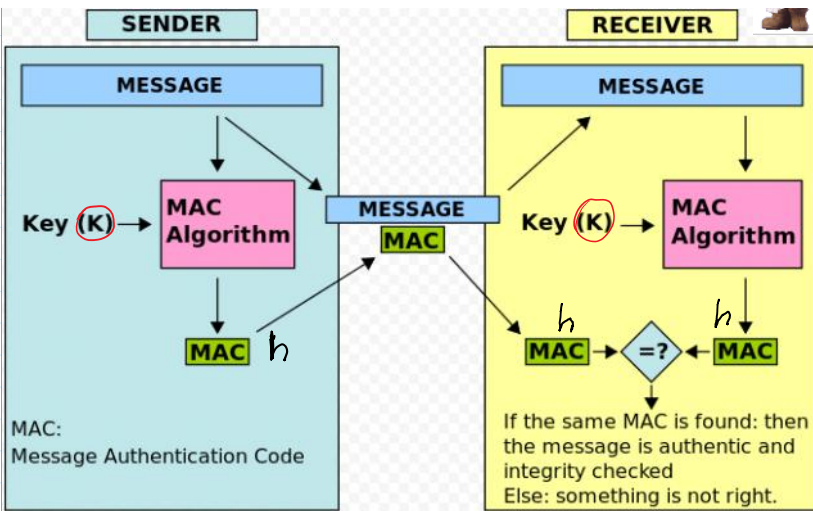 SENDER
MESSAGE
Key (K)
MAC
Algorithm
MAC
h
MAC:
Message Authentication Code
MESSAGE
MAC
RECEIVER
MESSAGE
Key (K)
MAC
Algorithm
h
h
MAC
=?
MAC
If the same MAC is found: then
the message is authentic and
integrity checked
Else: something is not right.